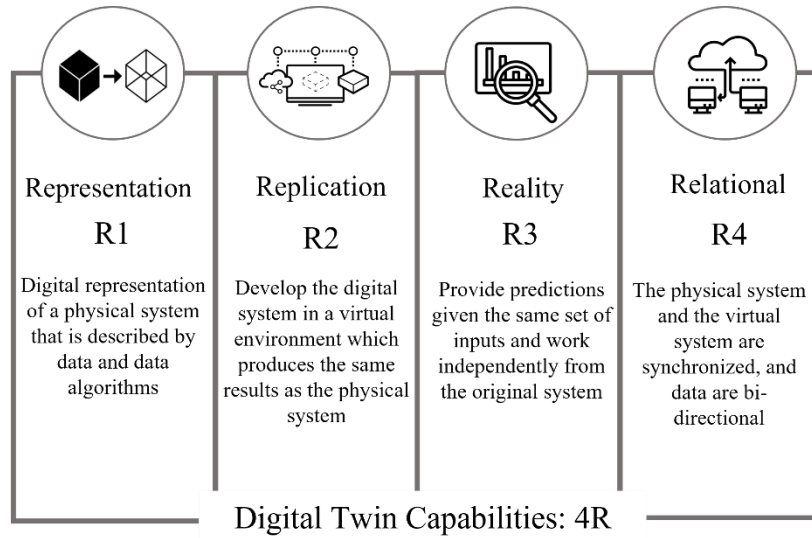 Representation
R1
Digital representation
of a physical system
that is described by
data and data
algorithms
Replication
R2
Develop the digital
system in a virtual
environment which
produces the same
results as the physical
system
Reality
R3
Provide predictions
given the same set of
inputs and work
independently from
the original system
Relational
R4
The physical system
and the virtual
system are
synchronized, and
data are bi-
directional
Digital Twin Capabilities: 4R